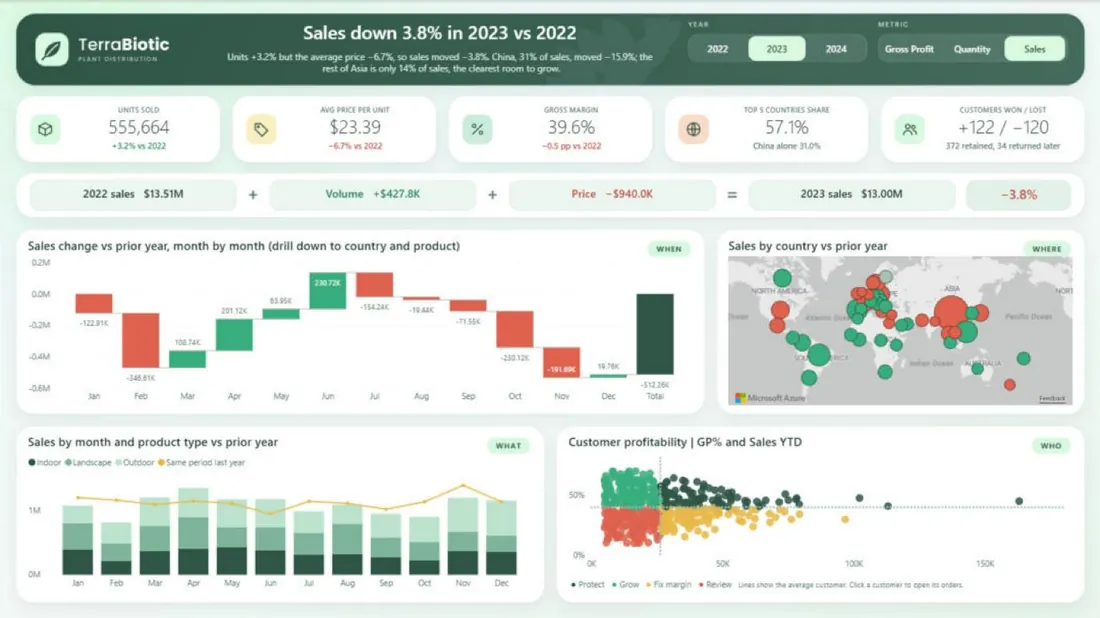 TerraBiotic
PLANT DISTRIBUTION
Sales down 3.8% in 2023 vs 2022
Units +3.2% but the average price −6.7%, so sales moved −3.8%. China, 31% of sales, moved −15.9%; the
rest of Asia is only 14% of sales, the clearest room to grow.
YEAR
2022 2023 2024
METRIC
Gross Profit Quantity Sales
UNITS SOLD
555,664
+3.2% vs 2022
AVG PRICE PER UNIT
$23.39
−6.7% vs 2022
GROSS MARGIN
39.6%
−0.5 pp vs 2022
TOP 5 COUNTRIES SHARE
57.1%
China alone 31.0%
CUSTOMERS WON / LOST
+122 / −120
372 retained, 34 returned later
2022 sales $13.51M + Volume +$427.8K + Price −$940.0K = 2023 sales $13.00M −3.8%
Sales change vs prior year, month by month (drill down to country and product)
WHEN
0.2M
0.0M
-0.2M
-0.4M
-0.6M
-122.81K
-348.81K
108.74K
201.12K
63.95K
230.72K
-154.24K
-19.44K
-71.55K
-230.12K
-191.69K
19.76K
-512.26K
Jan Feb Mar Apr May Jun Jul Aug Sep Oct Nov Dec Total
Sales by country vs prior year
WHERE
NORTH AMERICA
ASIA
Pacific Ocean
Atlantic
Indian Ocean
Microsoft Azure
Feedback
Sales by month and product type vs prior year
WHAT
Indoor Landscape Outdoor Same period last year
1M
0M
Jan Feb Mar Apr May Jun Jul Aug Sep Oct Nov Dec
Customer profitability | GP% and Sales YTD
WHO
50%
0%
0K 50K 100K 150K
Protect Grow Fix margin Review Lines show the average customer. Click a customer to open its orders.